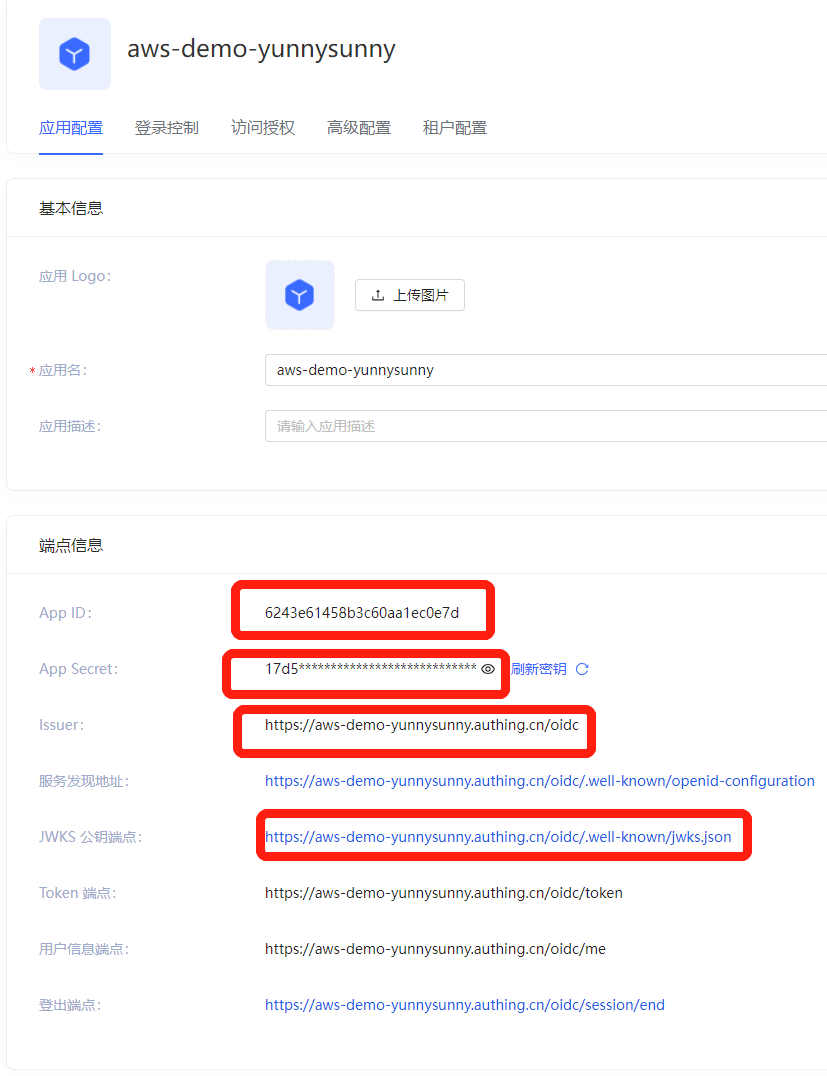 aws-demo-yunnysunny
应用配置 登录控制 访问授权 高级配置 租户配置
基本信息
应用 Logo:
上传图片
* 应用名: aws-demo-yunnysunny
应用描述: 请输入应用描述
端点信息
App ID: 6243e61458b3c60aa1ec0e7d
App Secret: 17d5**************************** 刷新密钥
Issuer: https://aws-demo-yunnysunny.authing.cn/oidc
服务发现地址: https://aws-demo-yunnysunny.authing.cn/oidc/.well-known/openid-configuration
JWKS 公钥端点: https://aws-demo-yunnysunny.authing.cn/oidc/.well-known/jwks.json
Token 端点: https://aws-demo-yunnysunny.authing.cn/oidc/token
用户信息端点: https://aws-demo-yunnysunny.authing.cn/oidc/me
登出端点: https://aws-demo-yunnysunny.authing.cn/oidc/session/end